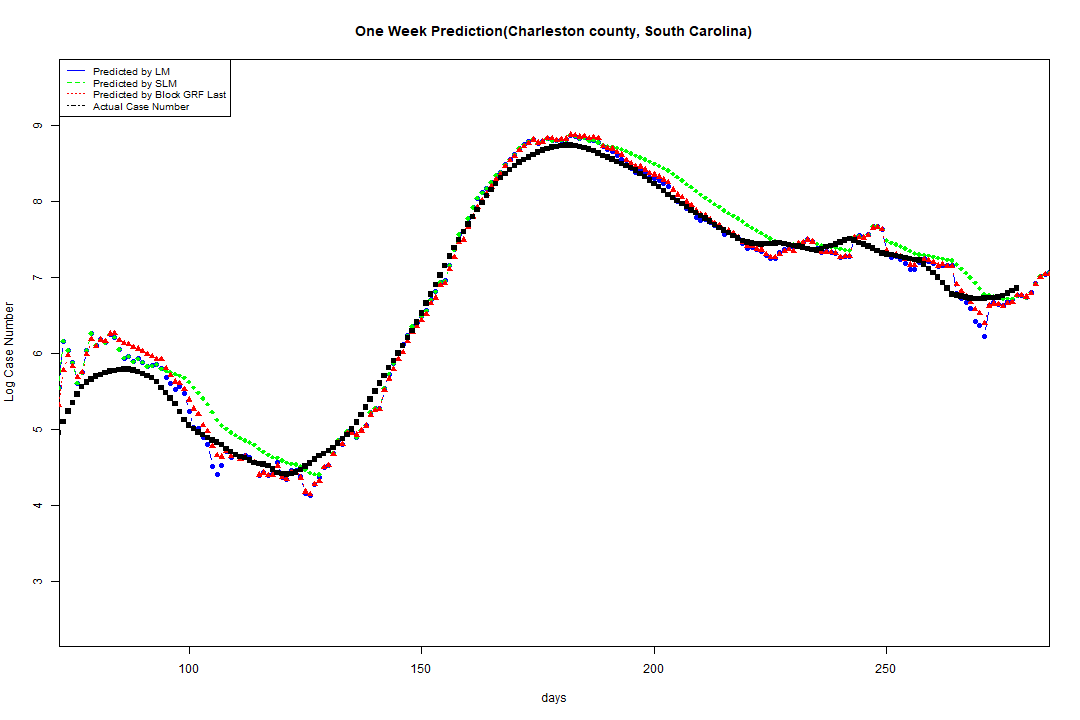 One Week Prediction(Charleston county, South Carolina)
Predicted by LM
Predicted by SLM
Predicted by Block GRF Last
Actual Case Number
9
8
7
6
5
4
3
Log Case Number
100 150 200 250
days